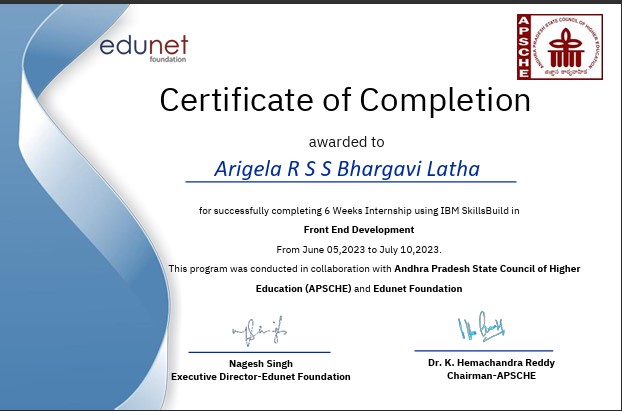 edunet
foundation
APSCHE
ANDHRA PRADESH STATE COUNCIL OF HIGHER EDUCATION
Certificate of Completion
awarded to
Arigela R S S Bhargavi Latha
for successfully completing 6 Weeks Internship using IBM SkillsBuild in
Front End Development
From June 05,2023 to July 10,2023.
This program was conducted in collaboration with Andhra Pradesh State Council of Higher
Education (APSCHE) and Edunet Foundation
Nagesh Singh
Executive Director-Edunet Foundation
Dr. K. Hemachandra Reddy
Chairman-APSCHE